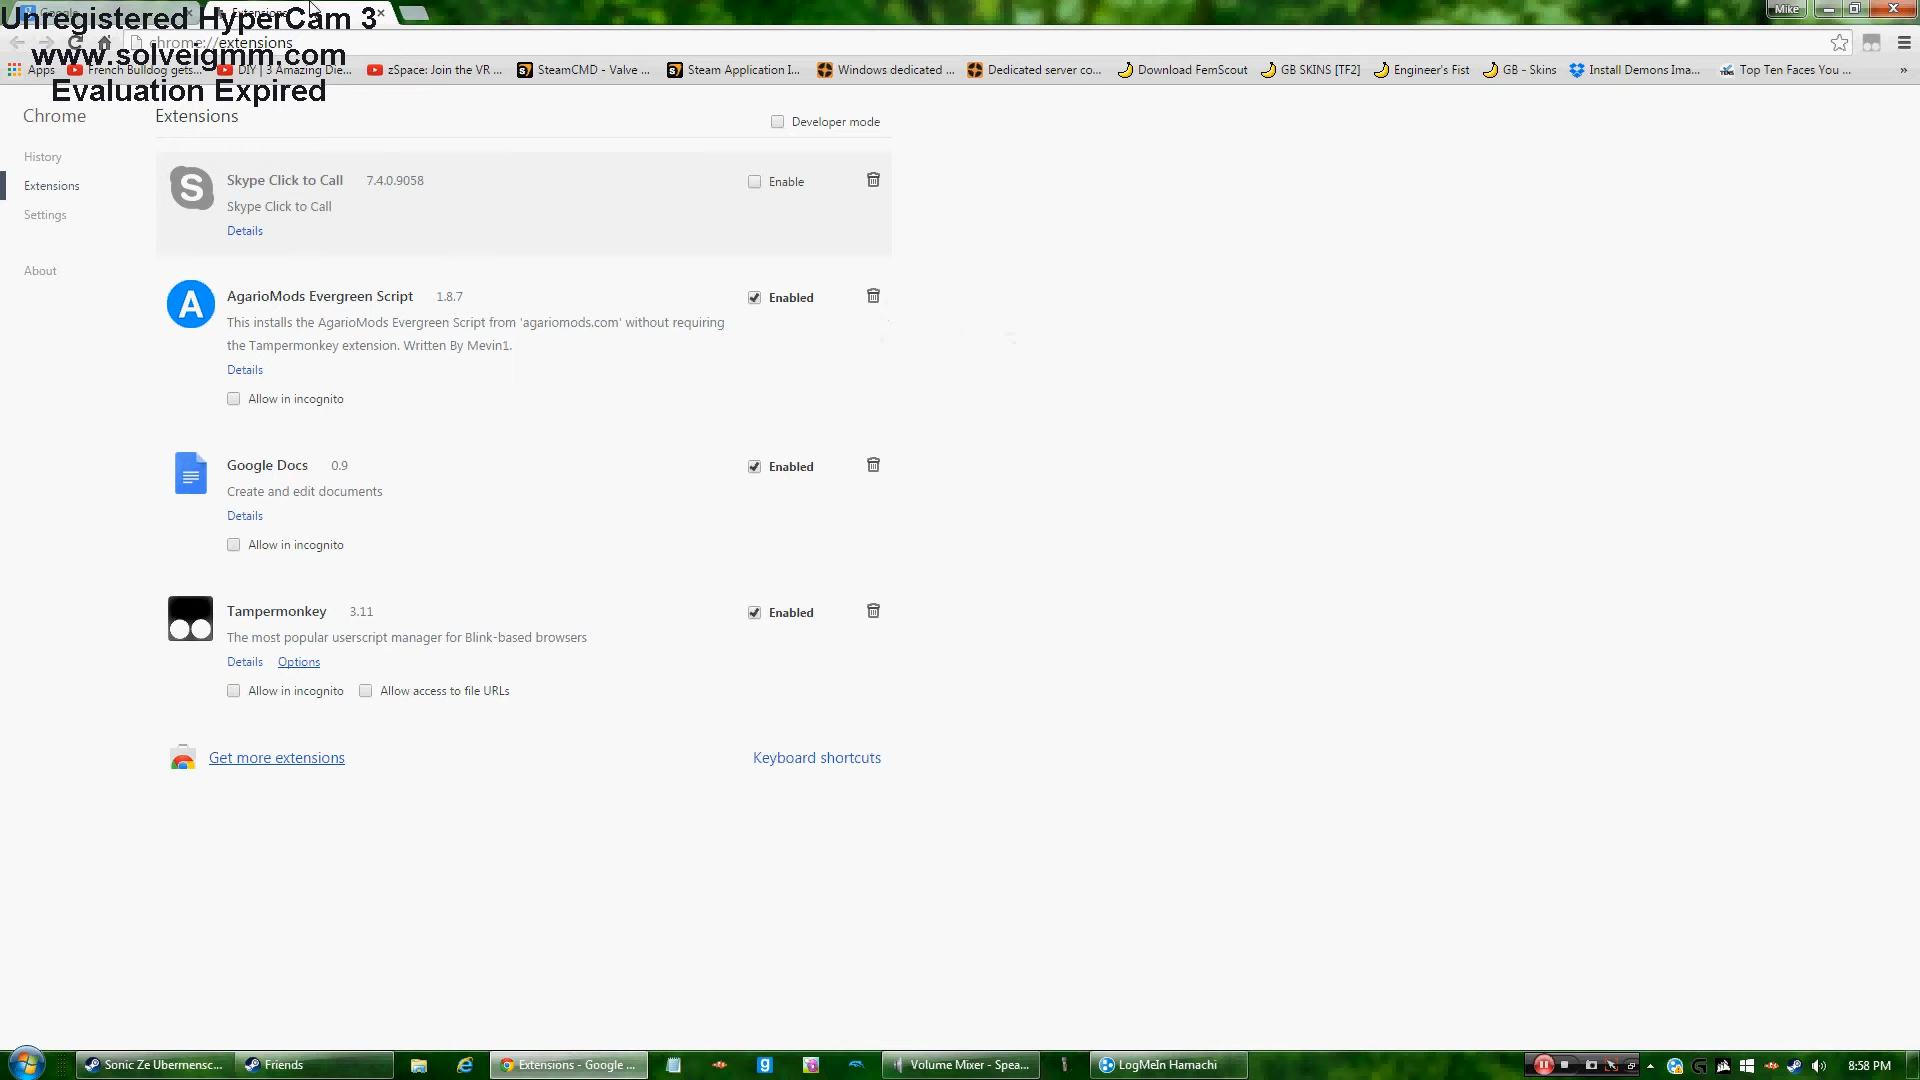 Unregistered HyperCam 3
www.solveigmm.com
Evaluation Expired
Mike
chrome://extensions
Apps
French Bulldog gets...
DIY | 3 Amazing Die...
zSpace: Join the VR ...
SteamCMD - Valve ...
Steam Application I...
Windows dedicated ...
Dedicated server co...
Download FemScout
GB SKINS [TF2]
Engineer's Fist
GB - Skins
Install Demons Ima...
Top Ten Faces You ...
»
Chrome
Extensions
Developer mode
History
Extensions
Settings
About
Skype Click to Call 7.4.0.9058
Enable
Skype Click to Call
Details
AgarioMods Evergreen Script 1.8.7
Enabled
This installs the AgarioMods Evergreen Script from 'agariomods.com' without requiring
the Tampermonkey extension. Written By Mevin1.
Details
Allow in incognito
Google Docs 0.9
Enabled
Create and edit documents
Details
Allow in incognito
Tampermonkey 3.11
Enabled
The most popular userscript manager for Blink-based browsers
Details Options
Allow in incognito Allow access to file URLs
Get more extensions
Keyboard shortcuts
Sonic Ze Ubermensc...
Friends
Extensions - Google ...
Volume Mixer - Spea...
LogMeIn Hamachi
8:58 PM